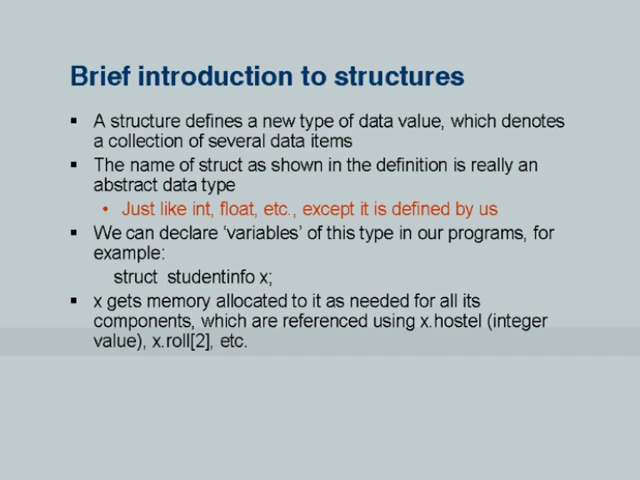 Brief introduction to structures
▪ A structure defines a new type of data value, which denotes
a collection of several data items
▪ The name of struct as shown in the definition is really an
abstract data type
• Just like int, float, etc., except it is defined by us
▪ We can declare ‘variables’ of this type in our programs, for
example:
struct studentinfo x;
▪ x gets memory allocated to it as needed for all its
components, which are referenced using x.hostel (integer
value), x.roll[2], etc.